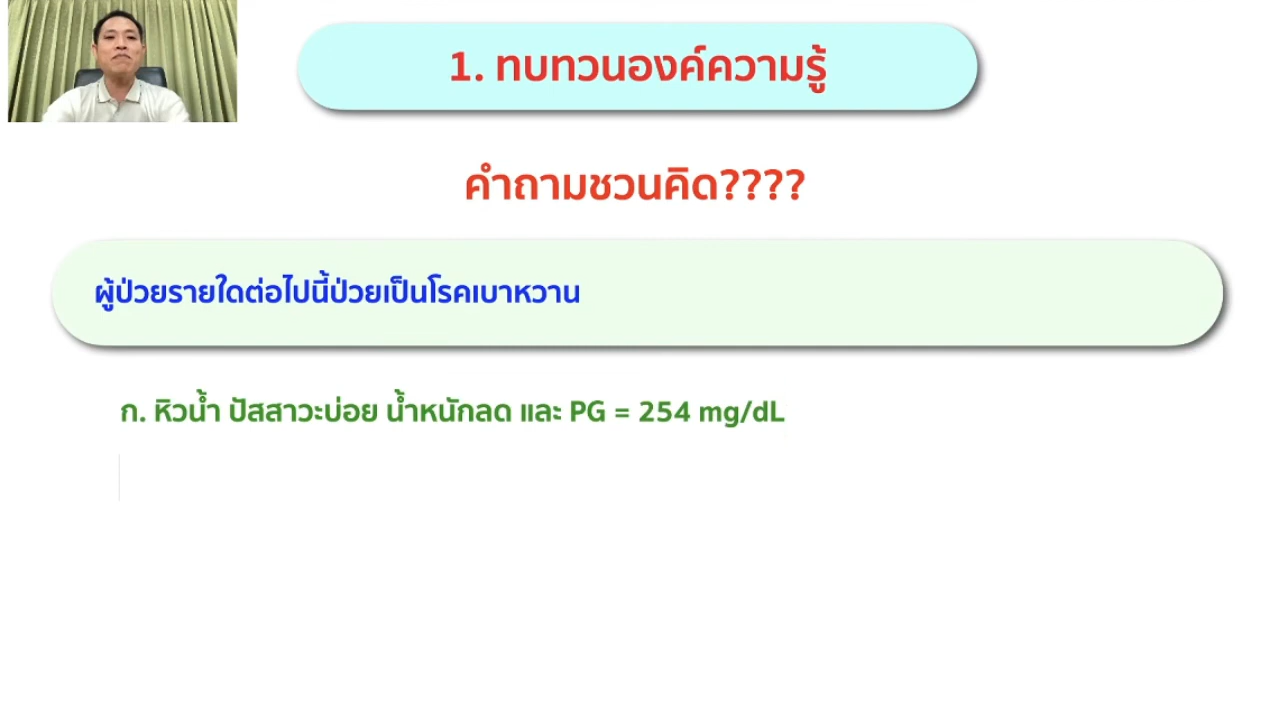 1. ทบทวนองค์ความรู้
คำถามชวนคิด????
ผู้ป่วยรายใดต่อไปนี้ป่วยเป็นโรคเบาหวาน
ก. หิวน้ำ ปัสสาวะบ่อย น้ำหนักลด และ PG = 254 mg/dL